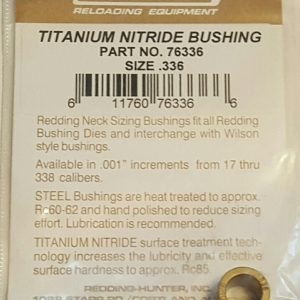 RELOADING EQUIPMENT
TITANIUM NITRIDE BUSHING
PART NO. 76336
SIZE .336
6 11760 76336 6
Redding Neck Sizing Bushings fit all Redding
Bushing Dies and interchange with Wilson
style bushings.
Available in .001" increments from 17 thru
338 calibers.
STEEL Bushings are heat treated to approx.
Rc60-62 and hand polished to reduce sizing
effort. Lubrication is recommended.
TITANIUM NITRIDE surface treatment tech-
nology increases the lubricity and effective
surface hardness to approx. Rc85.
REDDING-HUNTER, INC.